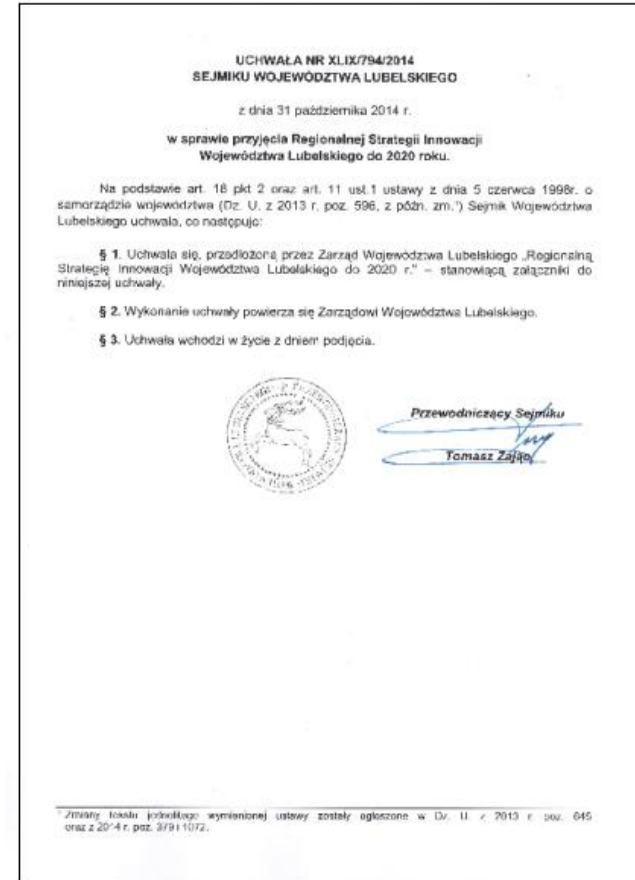 UCHWAŁA NR XLIX/794/2014
SEJMIKU WOJEWÓDZTWA LUBELSKIEGO
z dnia 31 października 2014 r.
w sprawie przyjęcia Regionalnej Strategii Innowacji
Województwa Lubelskiego do 2020 roku.
Na podstawie art. 18 pkt 2 oraz art. 11 ust.1 ustawy z dnia 5 czerwca 1998r. o
samorządzie województwa (Dz. U. z 2013 r. poz. 596, z późn. zm.¹) Sejmik Województwa
Lubelskiego uchwala, co następuje:
§ 1. Uchwala się, przedłożoną przez Zarząd Województwa Lubelskiego „Regionalną
Strategię Innowacji Województwa Lubelskiego do 2020 r.” – stanowiącą załączniki do
niniejszej uchwały.
§ 2. Wykonanie uchwały powierza się Zarządowi Województwa Lubelskiego.
§ 3. Uchwała wchodzi w życie z dniem podjęcia.
Przewodniczący Sejmiku
Tomasz Zając
¹ Zmiany tekstu jednolitego wymienionej ustawy zostały ogłoszone w Dz. U. z 2013 r. poz. 645
oraz z 2014 r. poz. 379 i 1072.